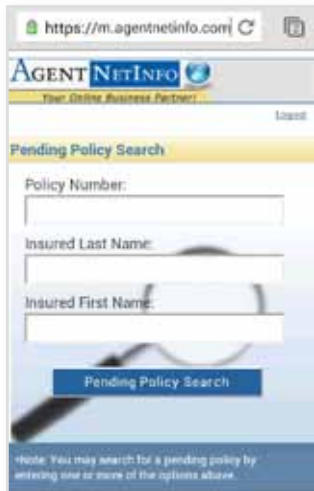 https://m.agentnetinfo.com
AGENT NETINFO
Your Online Business Partner!
Logout
Pending Policy Search
Policy Number:
Insured Last Name:
Insured First Name:
Pending Policy Search
*Note: You may search for a pending policy by
entering one or more of the options above.